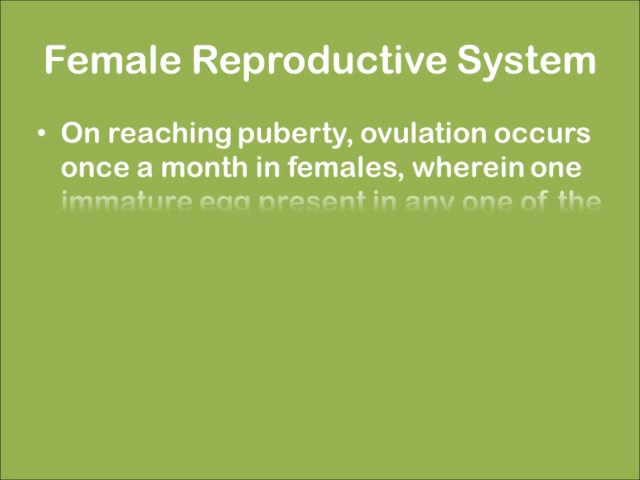 Female Reproductive System
• On reaching puberty, ovulation occurs
once a month in females, wherein one
immature egg present in any one of the